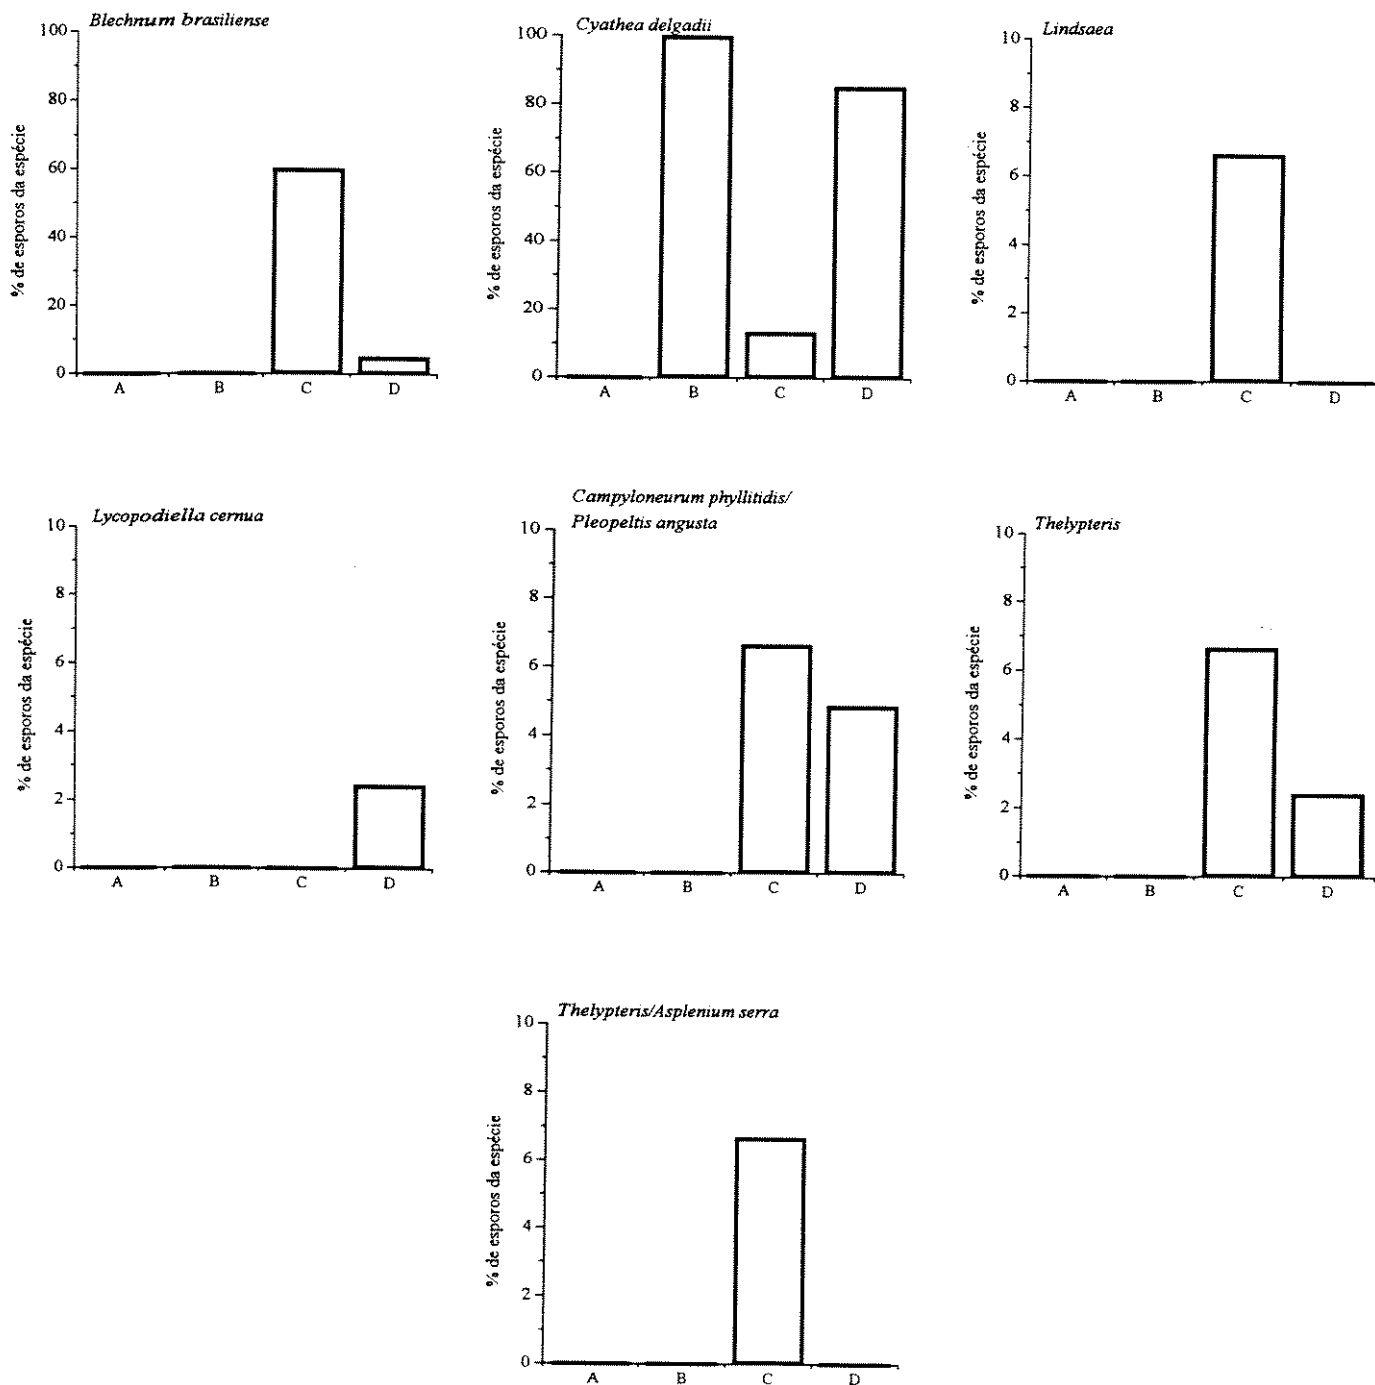 Blechnum brasiliense
% de esporos da espécie
100
80
60
40
20
0
A B C D
Cyathea delgadii
% de esporos da espécie
100
80
60
40
20
0
A B C D
Lindsaea
% de esporos da espécie
10
8
6
4
2
0
A B C D
Lycopodiella cernua
% de esporos da espécie
10
8
6
4
2
0
A B C D
Campyloneurum phyllitidis/
Pleopeltis angusta
% de esporos da espécie
10
8
6
4
2
0
A B C D
Thelypteris
% de esporos da espécie
10
8
6
4
2
0
A B C D
Thelypteris/Asplenium serra
% de esporos da espécie
10
8
6
4
2
0
A B C D